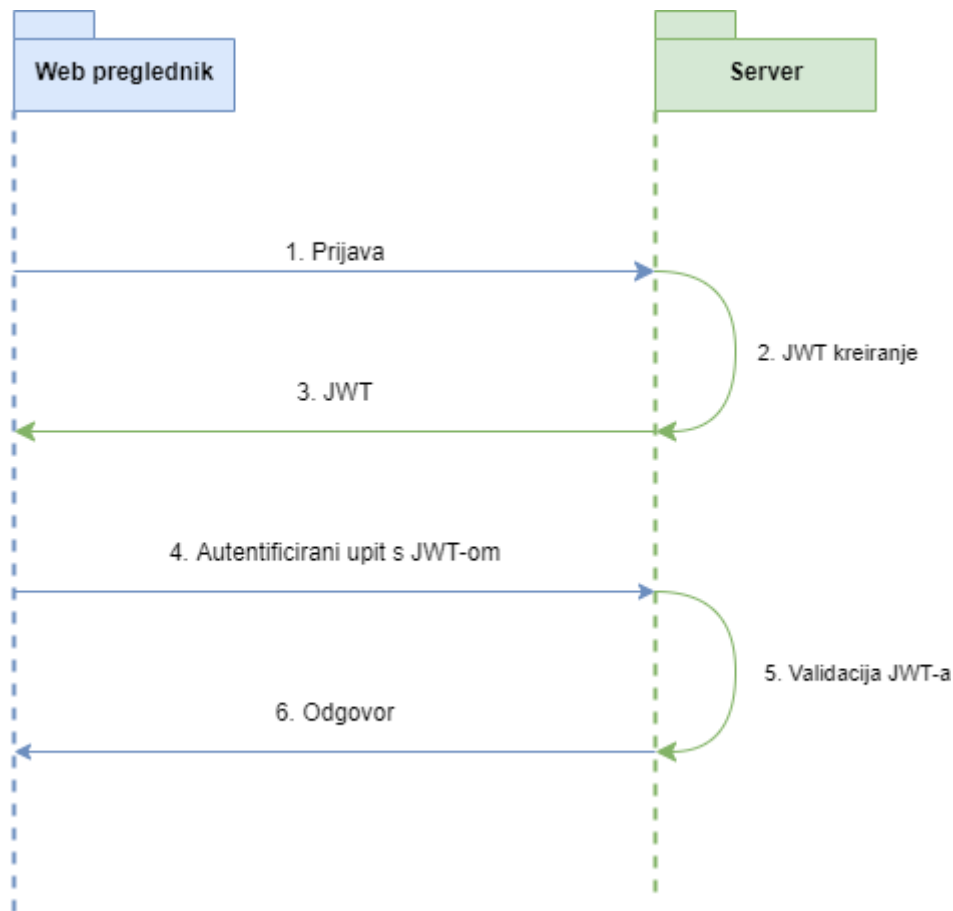 Web preglednik
Server
1. Prijava
2. JWT kreiranje
3. JWT
4. Autentificirani upit s JWT-om
5. Validacija JWT-a
6. Odgovor